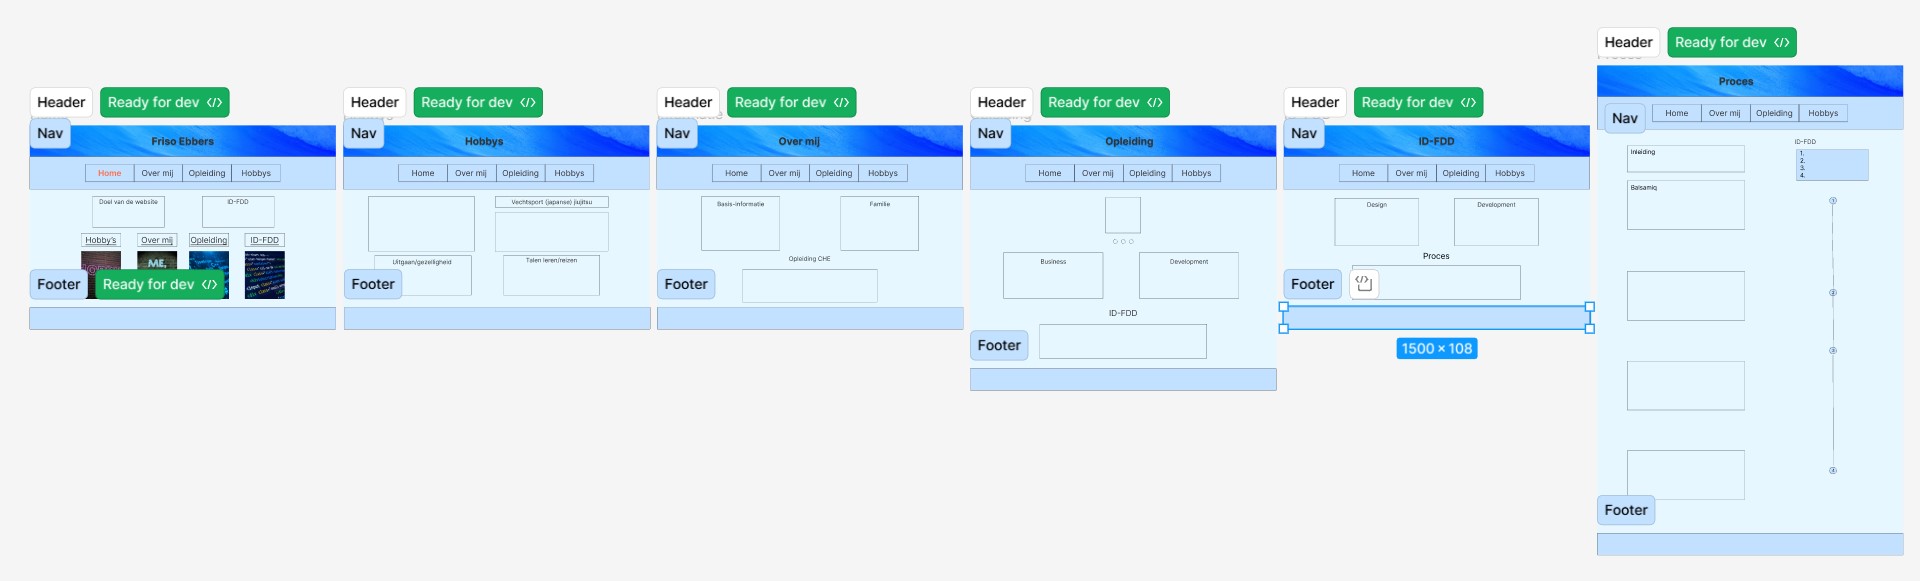 Header
Ready for dev
Nav
Friso Ebbers
Home
Over mij
Opleiding
Hobbys
Doel van de website
ID-FDD
Hobby's
Over mij
Opleiding
ID-FDD
ME,
Footer
Ready for dev
Header
Ready for dev
Nav
Hobbys
Home
Over mij
Opleiding
Hobbys
Vechtsport (japanse) jiujitsu
Uitgaen/gezelligheid
Talen leren/reizen
Footer
Header
Ready for dev
Nav
Over mij
Home
Over mij
Opleiding
Hobbys
Basis-informatie
Familie
Opleiding CHE
Footer
Header
Ready for dev
Nav
Opleiding
Home
Over mij
Opleiding
Hobbys
Business
Development
ID-FDD
Footer
Header
Ready for dev
Nav
ID-FDD
Home
Over mij
Opleiding
Hobbys
Design
Development
Proces
Footer
1500 × 108
Header
Ready for dev
Proces
Nav
Home
Over mij
Opleiding
Hobbys
Inleiding
ID-FDD
1.
2.
3.
4.
Balsamiq
Footer